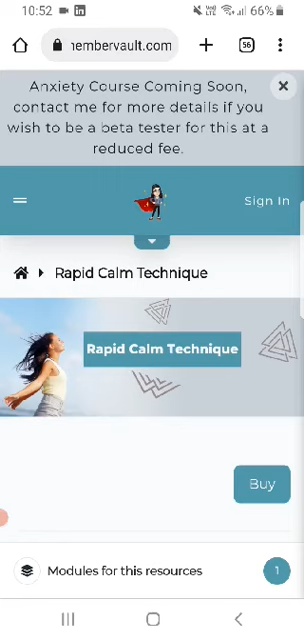 10:52
66%
nembervault.com
56
Anxiety Course Coming Soon,
contact me for more details if you
wish to be a beta tester for this at a
reduced fee.
Sign In
Rapid Calm Technique
Rapid Calm Technique
Buy
Modules for this resources
1